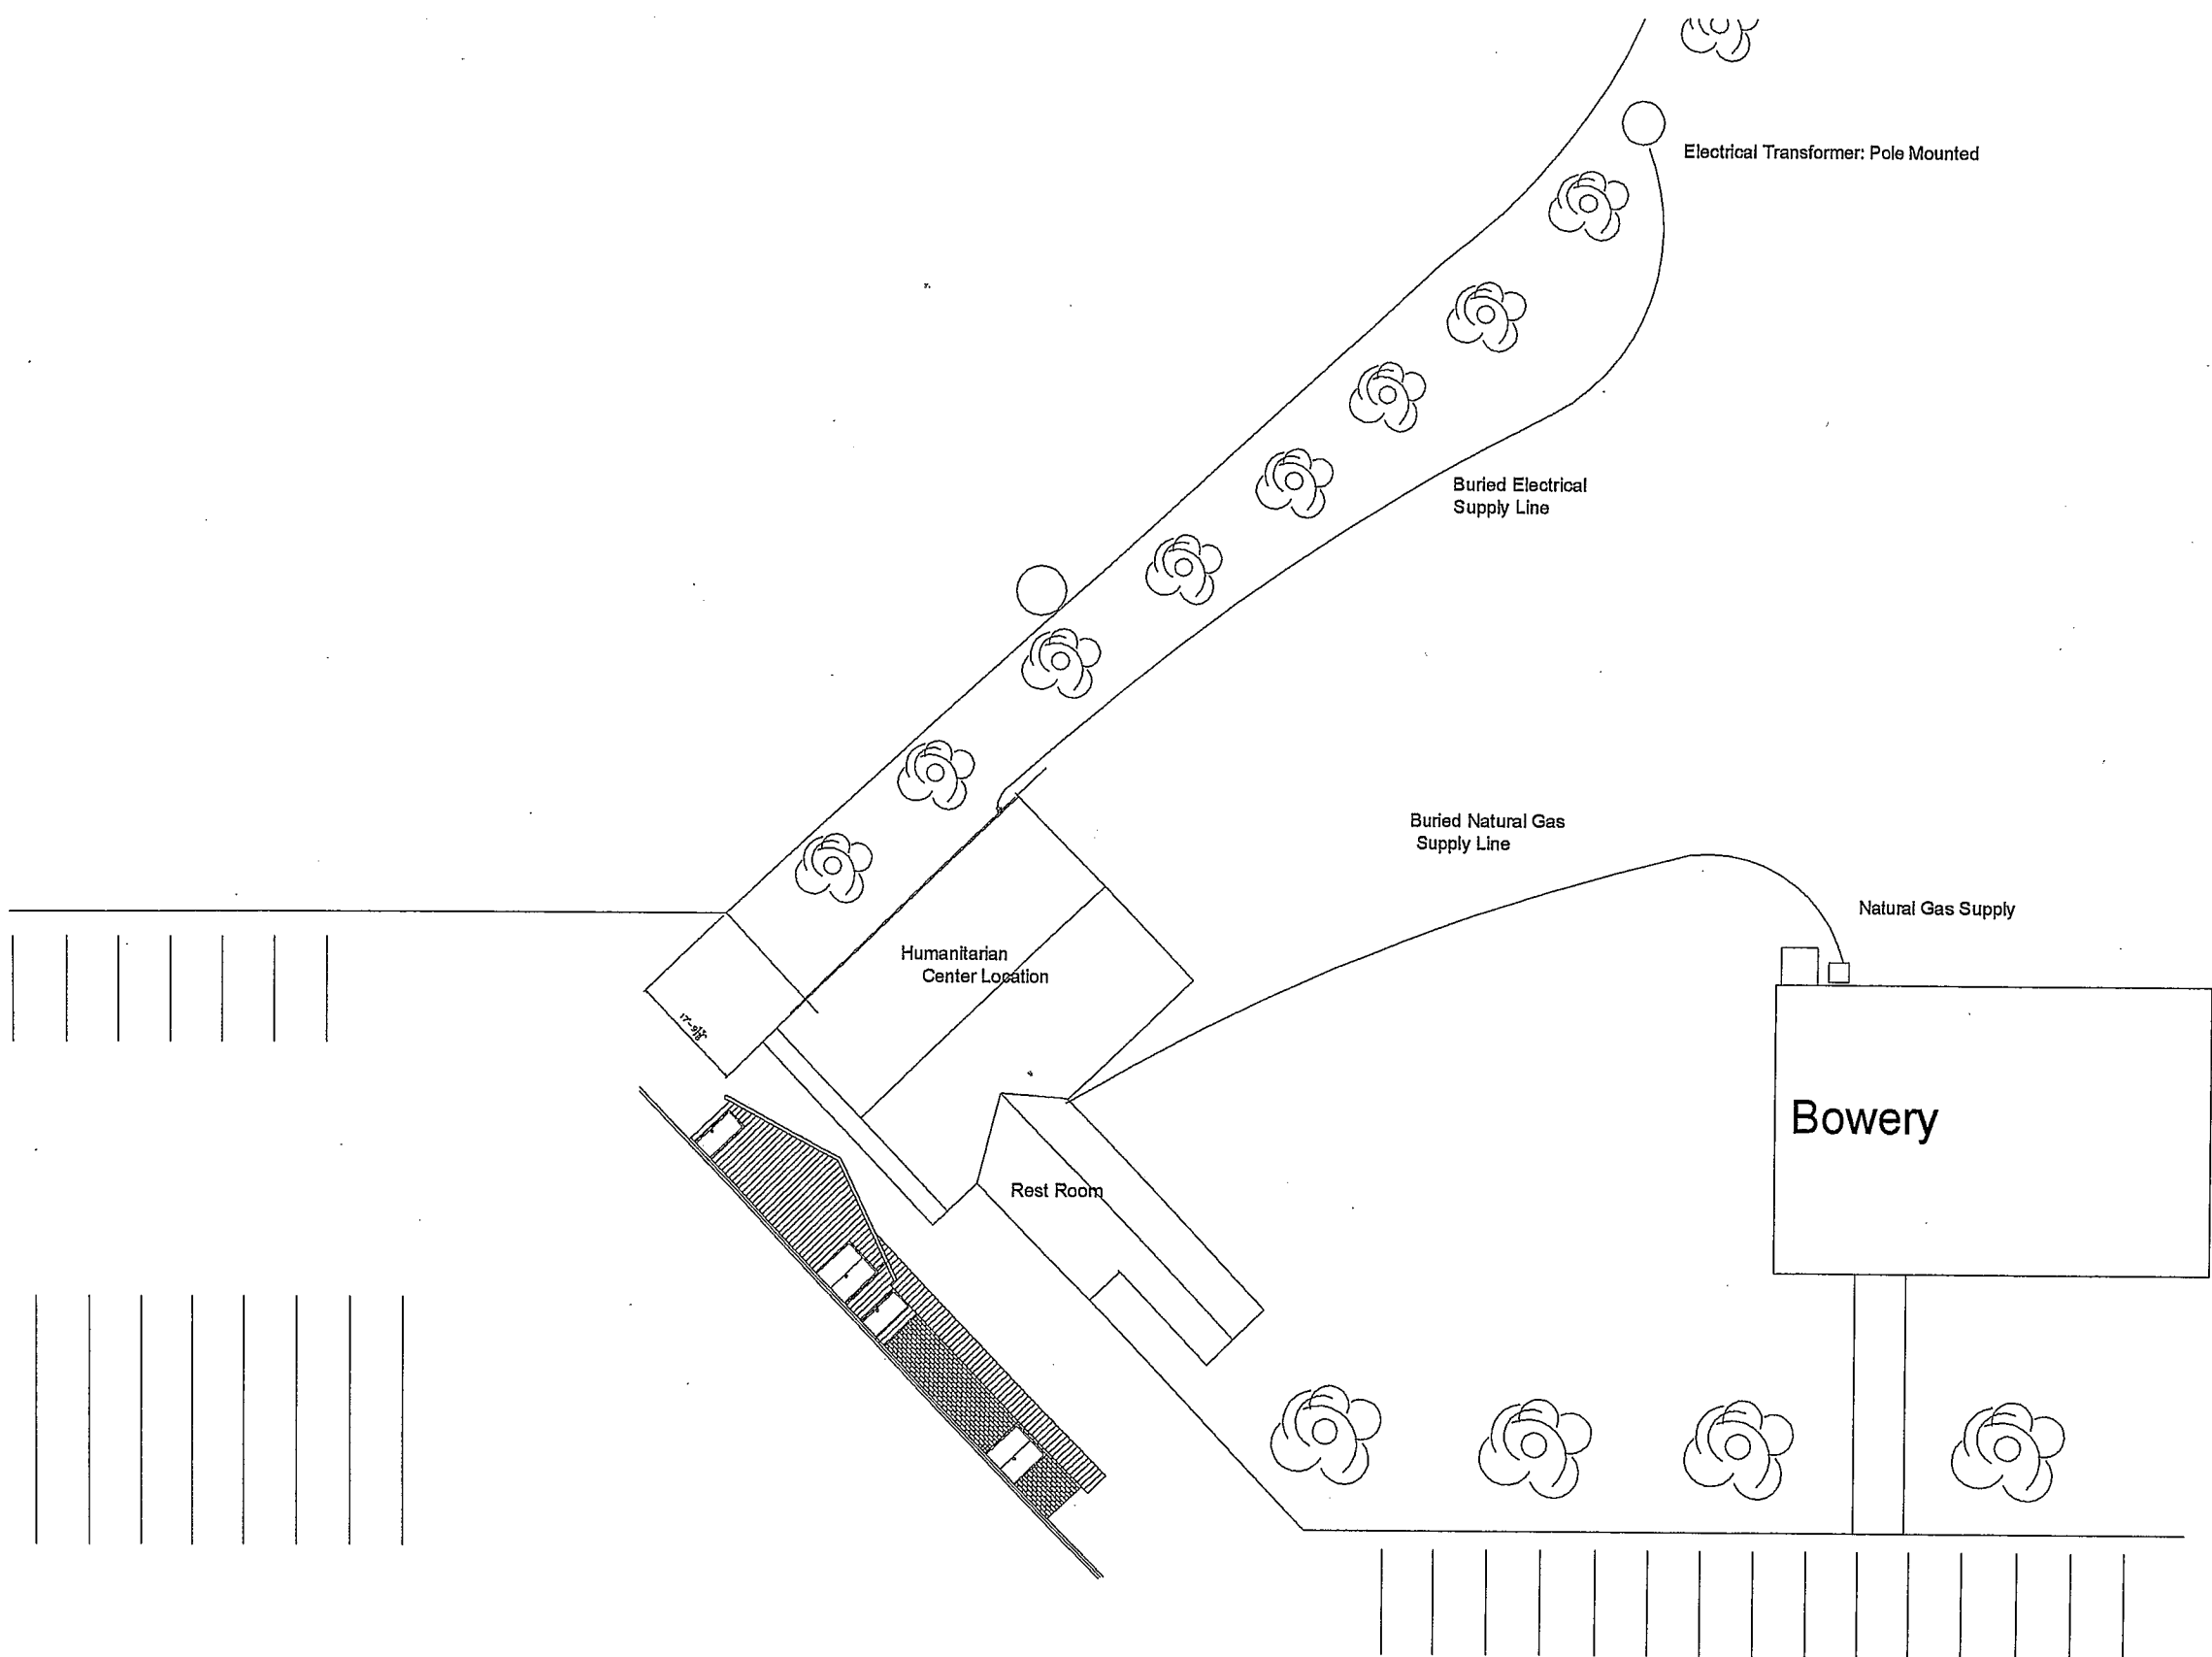 Electrical Transformer: Pole Mounted
Buried Electrical
Supply Line
Buried Natural Gas
Supply Line
Natural Gas Supply
Humanitarian
Center Location
Bowery
Rest Room